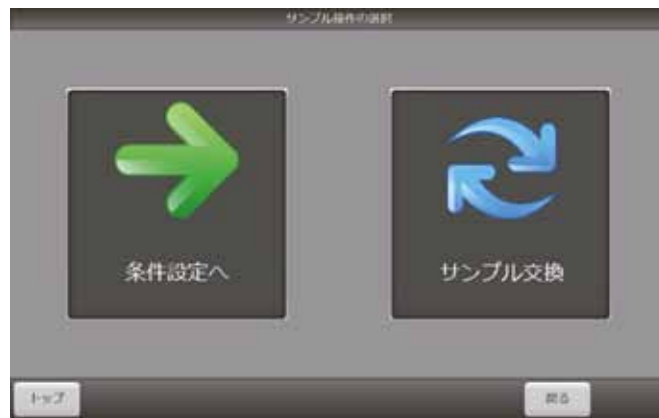 サンプル操作の選択
条件設定へ
サンプル交換
トップ
戻る